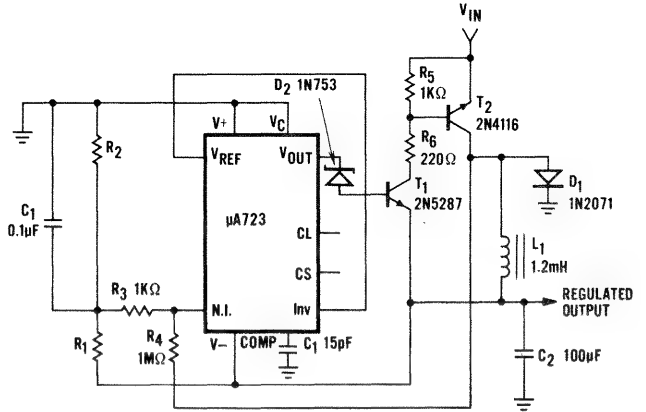 VIN
D2 1N753
R5
1KΩ
T2
2N4116
V+
VC
R2
R6
220Ω
VREF
VOUT
T1
2N5287
D1
1N2071
C1
0.1µF
µA723
CL
L1
1.2mH
CS
R3 1KΩ
N.I.
Inv
REGULATED
OUTPUT
R1
R4
1MΩ
V–
COMP
C1 15pF
C2 100µF